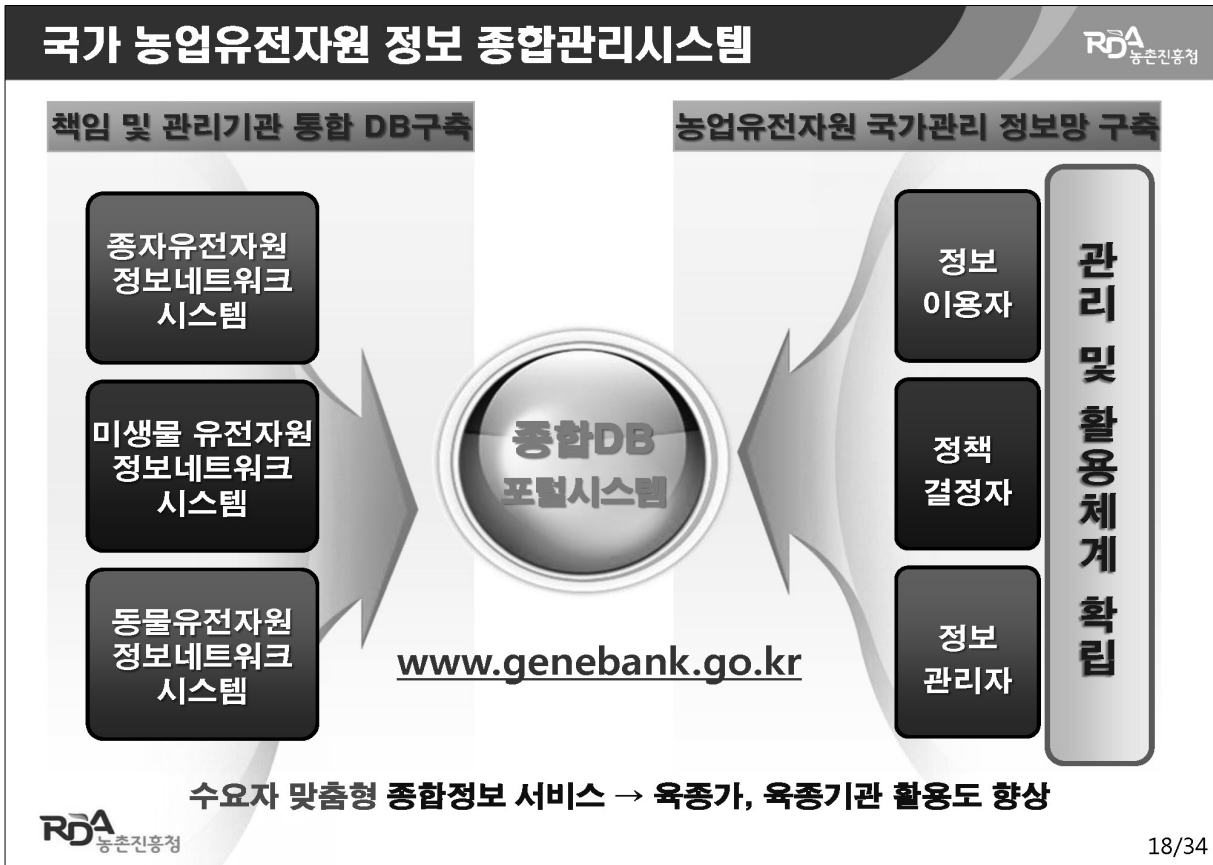 국가 농업유전자원 정보 종합관리시스템
RDA
농촌진흥청
책임 및 관리기관 통합 DB구축
농업유전자원 국가관리 정보망 구축
종자유전자원
정보네트워크
시스템
미생물 유전자원
정보네트워크
시스템
동물유전자원
정보네트워크
시스템
종합DB
포털시스템
www.genebank.go.kr
정보
이용자
정책
결정자
정보
관리자
관리 및 활용체계 확립
수요자 맞춤형 종합정보 서비스 → 육종가, 육종기관 활용도 향상
RDA
농촌진흥청
18/34